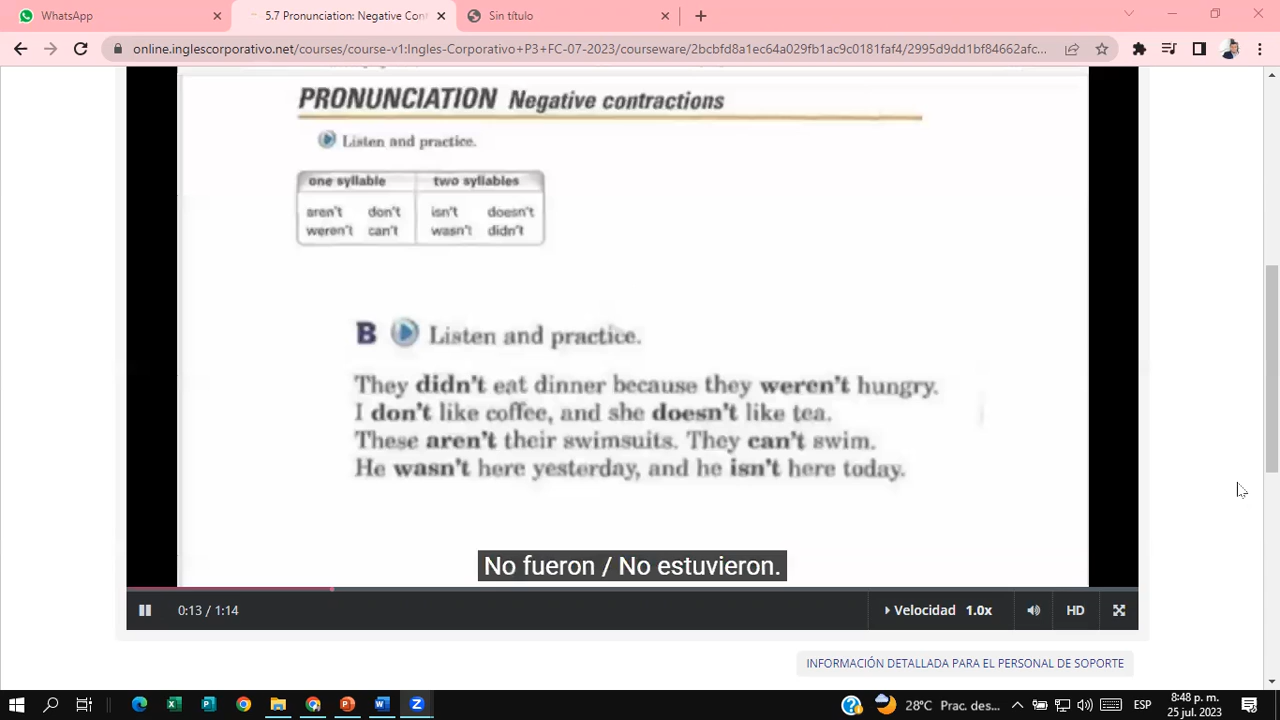 WhatsApp
5.7 Pronunciation: Negative Cont
Sin título
online.inglescorporativo.net/courses/course-v1:Ingles-Corporativo+P3+FC-07-2023/courseware/2bcbfd8a1ec64a029fb1ac9c0181faf4/2995d9dd1bf84662afc...
PRONUNCIATION Negative contractions
Listen and practice.
one syllable two syllables
aren't don't isn't doesn't
weren't can't wasn't didn't
B Listen and practice.
They didn't eat dinner because they weren't hungry.
I don't like coffee, and she doesn't like tea.
These aren't their swimsuits. They can't swim.
He wasn't here yesterday, and he isn't here today.
No fueron / No estuvieron.
0:13 / 1:14
Velocidad 1.0x
HD
INFORMACIÓN DETALLADA PARA EL PERSONAL DE SOPORTE
28°C Prac. des...
ESP
8:48 p. m.
25 jul. 2023